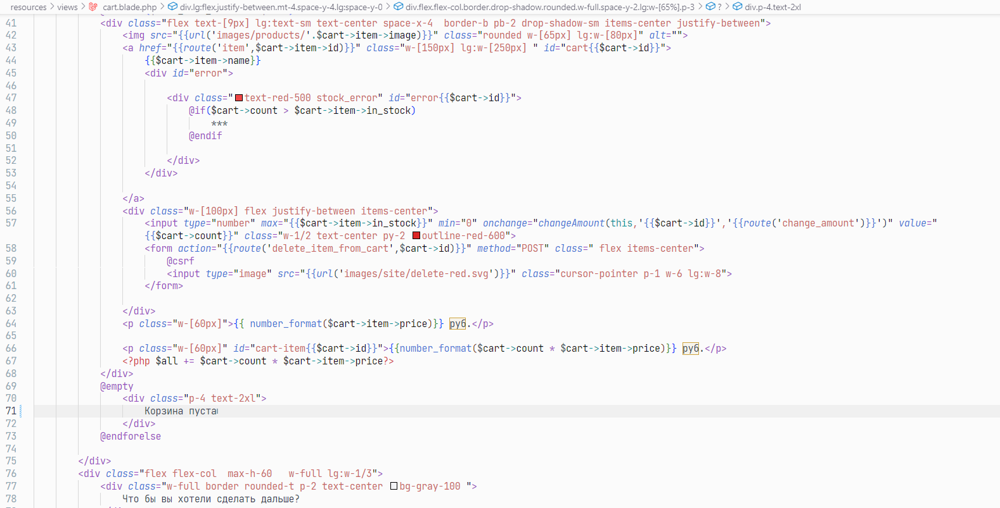 resources > views > cart.blade.php > div.lg:flex.justify-between.mt-4.space-y-4.lg:space-y-0 > div.flex.flex-col.border.drop-shadow.rounded.w-full.space-y-2.lg:w-[65%].p-3 > ? > div.p-4.text-2xl
41 <div class="flex text-[9px] lg:text-sm text-center space-x-4  border-b pb-2 drop-shadow-sm items-center justify-between">
42 <img src="{{url('images/products/'.$cart->item->image)}}" class="rounded w-[65px] lg:w-[80px]" alt="">
43 <a href="{{route('item',$cart->item->id)}}" class="w-[150px] lg:w-[250px] " id="cart{{$cart->id}}">
44 {{$cart->item->name}}
45 <div id="error">
46
47 <div class="text-red-500 stock_error" id="error{{$cart->id}}">
48 @if($cart->count > $cart->item->in_stock)
49 ***
50 @endif
51
52 </div>
53 </div>
54
55 </a>
56 <div class="w-[100px] flex justify-between items-center">
57 <input type="number" max="{{$cart->item->in_stock}}" min="0" onchange="changeAmount(this,'{{$cart->id}}','{{route('change_amount')}}')" value="
{{$cart->count}}" class="w-1/2 text-center py-2 outline-red-600">
58 <form action="{{route('delete_item_from_cart',$cart->id)}}" method="POST" class=" flex items-center">
59 @csrf
60 <input type="image" src="{{url('images/site/delete-red.svg')}}" class="cursor-pointer p-1 w-6 lg:w-8">
61 </form>
62
63 </div>
64 <p class="w-[60px]">{{ number_format($cart->item->price)}} руб.</p>
65
66 <p class="w-[60px]" id="cart-item{{$cart->id}}">{{number_format($cart->count * $cart->item->price)}} руб.</p>
67 <?php $all += $cart->count * $cart->item->price?>
68 </div>
69 @empty
70 <div class="p-4 text-2xl">
71 Корзина пуста
72 </div>
73 @endforelse
74
75 </div>
76 <div class="flex flex-col  max-h-60   w-full lg:w-1/3">
77 <div class="w-full border rounded-t p-2 text-center bg-gray-100 ">
78 Что бы вы хотели сделать дальше?